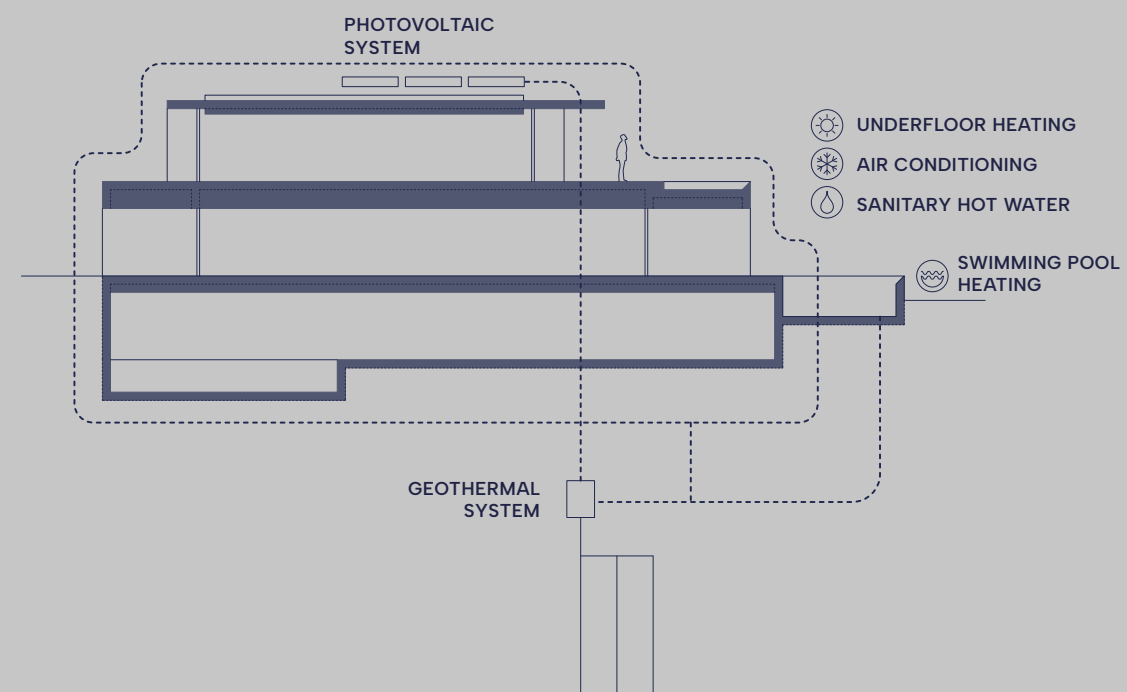 PHOTOVOLTAIC
SYSTEM
UNDERFLOOR HEATING
AIR CONDITIONING
SANITARY HOT WATER
SWIMMING POOL
HEATING
GEOTHERMAL
SYSTEM